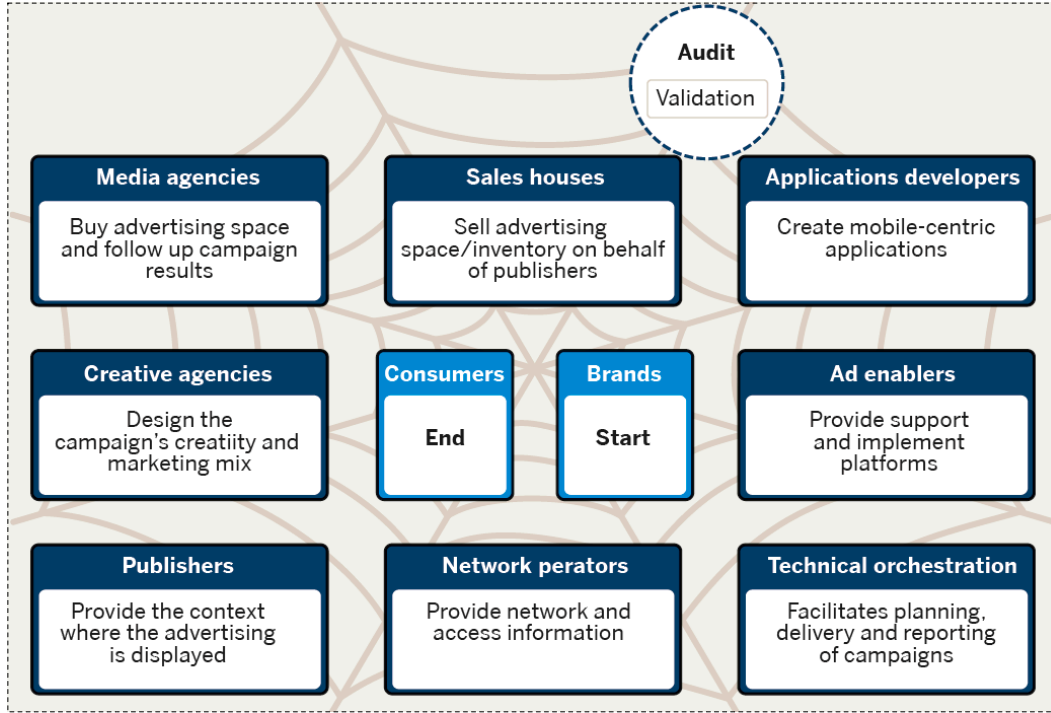 Audit
Validation
Media agencies
Buy advertising space
and follow up campaign
results
Sales houses
Sell advertising
space/inventory on behalf
of publishers
Applications developers
Create mobile-centric
applications
Creative agencies
Design the
campaign's creatiity and
marketing mix
Consumers
End
Brands
Start
Ad enablers
Provide support
and implement
platforms
Publishers
Provide the context
where the advertising
is displayed
Network perators
Provide network and
access information
Technical orchestration
Facilitates planning,
delivery and reporting
of campaigns